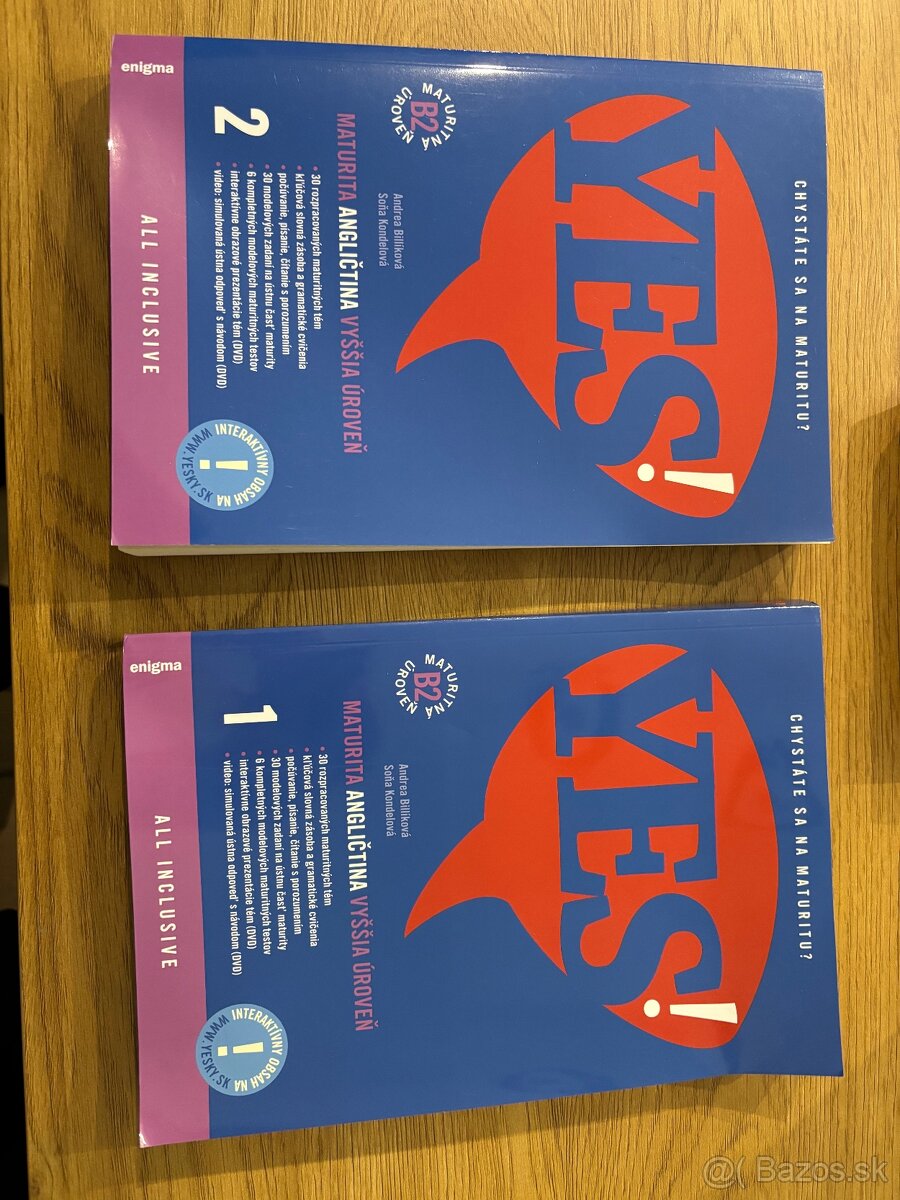 CHYSTÁTE SA NA MATURITU?
YES!
Andrea Billíková
Soňa Kondelová
MATURITNÁ
ÚROVEŇ
B2
MATURITA ANGLIČTINA VYŠŠIA ÚROVEŇ
• 30 rozpracovaných maturitných tém
• kľúčová slovná zásoba a gramatické cvičenia
• počúvanie, písanie, čítanie s porozumením
• 30 modelových zadaní na ústnu časť maturity
• 6 kompletných modelových maturitných testov
• interaktívne obrazové prezentácie tém (DVD)
• video: simulovaná ústna odpoveď s návodom (DVD)
2
INTERAKTÍVNY OBSAH NA
WWW.YESKY.SK
!
enigma
ALL INCLUSIVE
CHYSTÁTE SA NA MATURITU?
YES!
Andrea Billíková
Soňa Kondelová
MATURITNÁ
ÚROVEŇ
B2
MATURITA ANGLIČTINA VYŠŠIA ÚROVEŇ
• 30 rozpracovaných maturitných tém
• kľúčová slovná zásoba a gramatické cvičenia
• počúvanie, písanie, čítanie s porozumením
• 30 modelových zadaní na ústnu časť maturity
• 6 kompletných modelových maturitných testov
• interaktívne obrazové prezentácie tém (DVD)
• video: simulovaná ústna odpoveď s návodom (DVD)
1
INTERAKTÍVNY OBSAH NA
WWW.YESKY.SK
!
enigma
ALL INCLUSIVE
Bazos.sk